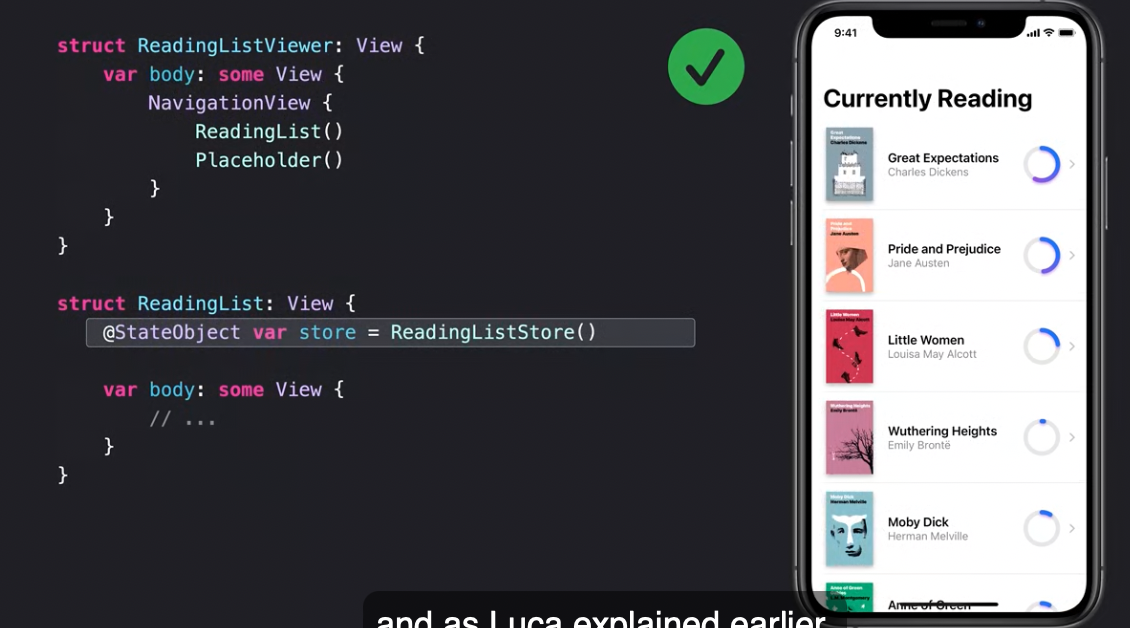 struct ReadingListViewer: View {
var body: some View {
NavigationView {
ReadingList()
Placeholder()
}
}
}
struct ReadingList: View {
@StateObject var store = ReadingListStore()
var body: some View {
// ...
}
}
9:41
Currently Reading
Great
Expectations
Charles Dickens
Great Expectations
Charles Dickens
Pride and
Prejudice
Jane Austen
Pride and Prejudice
Jane Austen
Little Women
Louisa May Alcott
Little Women
Louisa May Alcott
Wuthering Heights
Emily Brontë
Wuthering Heights
Emily Brontë
Moby Dick
Herman Melville
Moby Dick
Herman Melville
Anne of Green
Anne of Green
and as Luca explained earlier